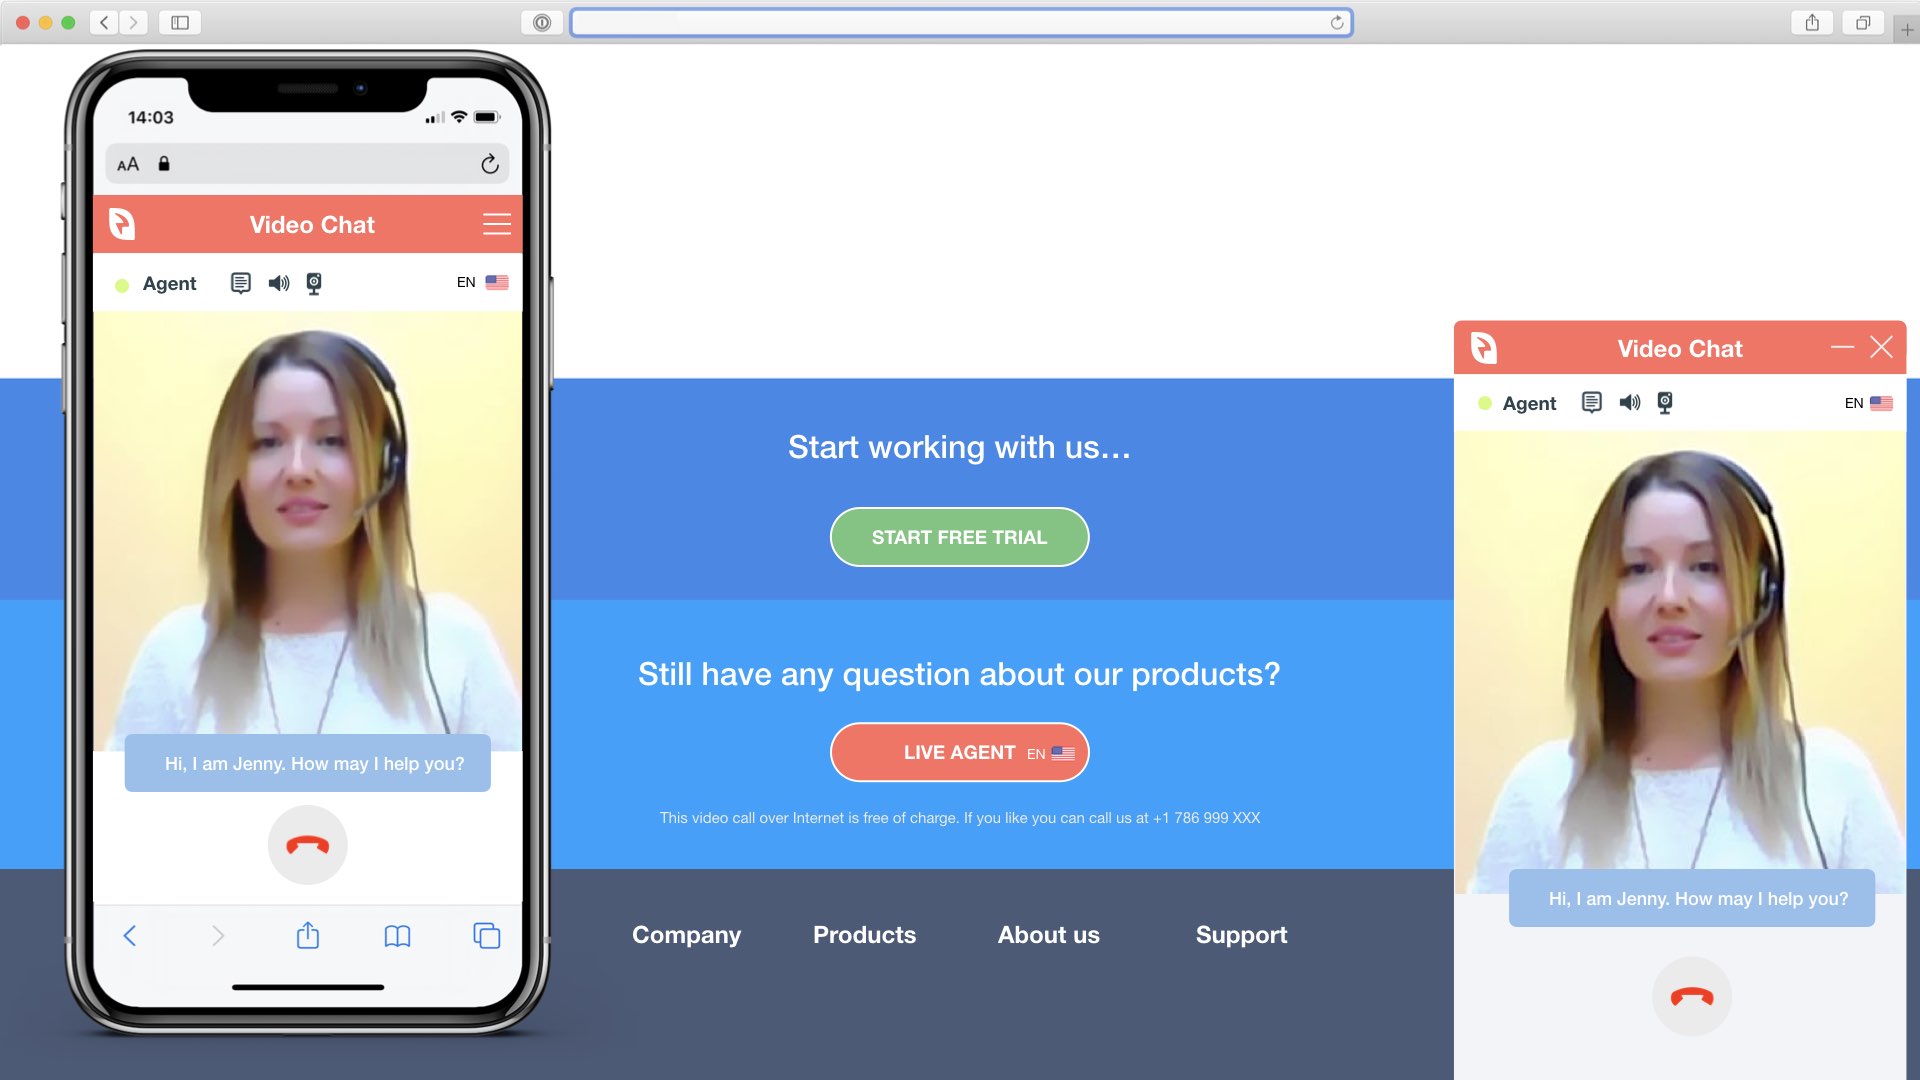 14:03
AA
Video Chat
Agent
EN
Hi, I am Jenny. How may I help you?
Start working with us...
START FREE TRIAL
Still have any question about our products?
LIVE AGENT EN
This video call over Internet is free of charge. If you like you can call us at +1 786 999 XXX
Company Products About us Support
Video Chat
Agent
EN
Hi, I am Jenny. How may I help you?